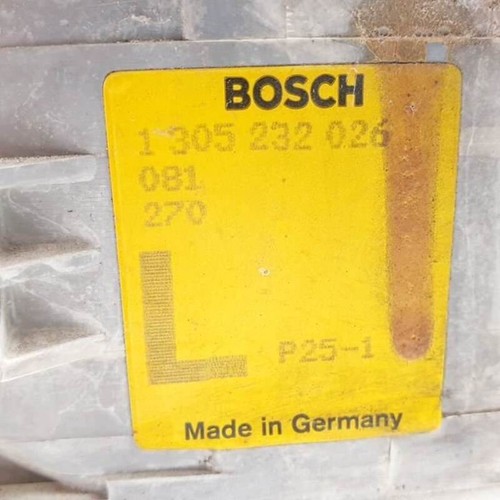 BOSCH
1 305 232 026
081
270
L
P25-1
Made in Germany